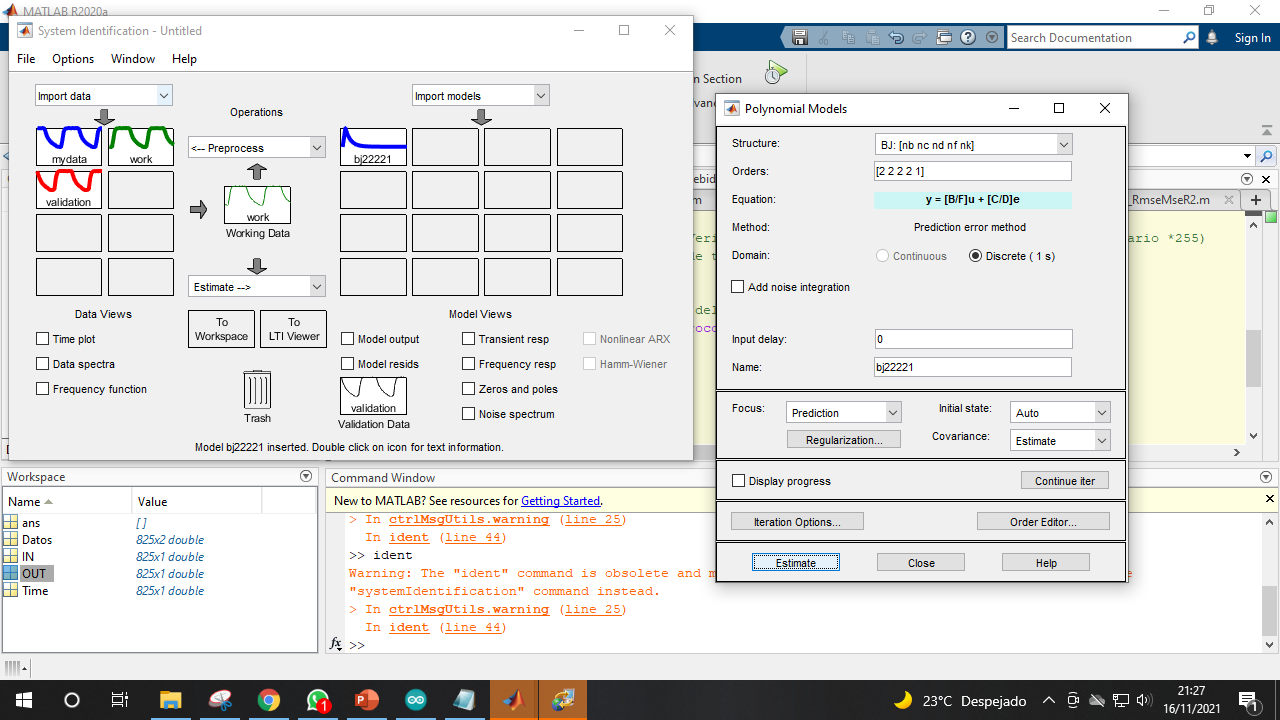 MATLAB R2020a
System Identification - Untitled
File Options Window Help
Import data
Import models
Operations
mydata
work
<-- Preprocess
bj22221
validation
work
Working Data
Estimate -->
Data Views
To Workspace
To LTI Viewer
Model Views
Time plot
Data spectra
Frequency function
Model output
Model resids
Transient resp
Frequency resp
Zeros and poles
Noise spectrum
Nonlinear ARX
Hamm-Wiener
Trash
validation
Validation Data
Model bj22221 inserted. Double click on icon for text information.
Search Documentation
Sign In
n Section
_RmseMseR2.m
ario *255)
Polynomial Models
Structure: BJ: [nb nc nd nf nk]
Orders: [2 2 2 2 1]
Equation: y = [B/F]u + [C/D]e
Method: Prediction error method
Domain: Continuous Discrete ( 1 s)
Add noise integration
Input delay: 0
Name: bj22221
Focus: Prediction
Initial state: Auto
Regularization...
Covariance: Estimate
Display progress
Continue iter
Iteration Options...
Order Editor...
Estimate
Close
Help
Workspace
Name Value
ans []
Datos 825x2 double
IN 825x1 double
OUT 825x1 double
Time 825x1 double
Command Window
New to MATLAB? See resources for Getting Started.
> In ctrlMsgUtils.warning (line 25)
In ident (line 44)
>> ident
Warning: The "ident" command is obsolete and m
"systemIdentification" command instead.
> In ctrlMsgUtils.warning (line 25)
In ident (line 44)
fx >>
1
23°C Despejado
21:27
16/11/2021
1